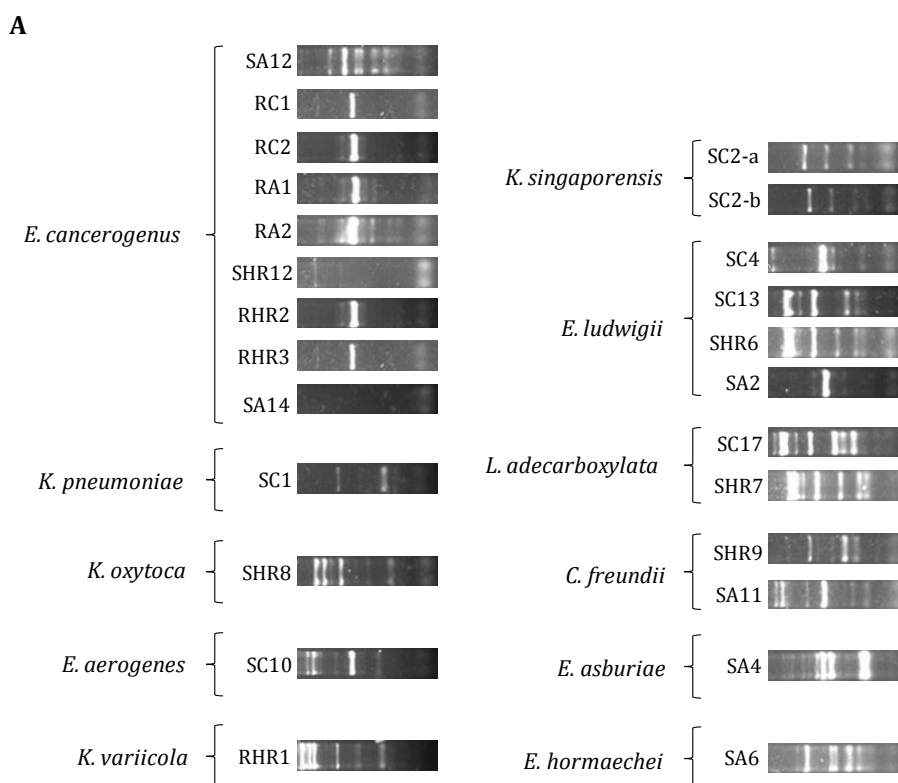 A
E. cancerogenus
SA12
RC1
RC2
RA1
RA2
SHR12
RHR2
RHR3
SA14
K. pneumoniae
SC1
K. oxytoca
SHR8
E. aerogenes
SC10
K. variicola
RHR1
K. singaporensis
SC2-a
SC2-b
E. ludwigii
SC4
SC13
SHR6
SA2
L. adecarboxylata
SC17
SHR7
C. freundii
SHR9
SA11
E. asburiae
SA4
E. hormaechei
SA6